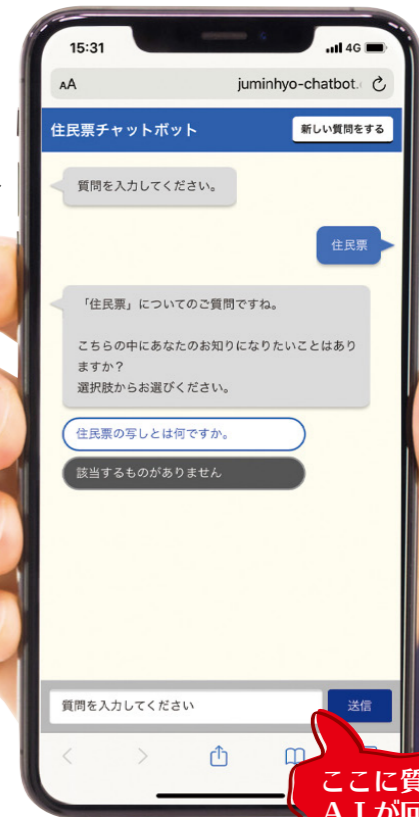 15:31
4G
AA
juminhyo-chatbot.
住民票チャットボット
新しい質問をする
質問を入力してください。
住民票
「住民票」についてのご質問ですね。
こちらの中にあなたのお知りになりたいことはあり
ますか？
選択肢からお選びください。
住民票の写しとは何ですか。
該当するものがありません
質問を入力してください
送信
ここに質
ＡＩが回